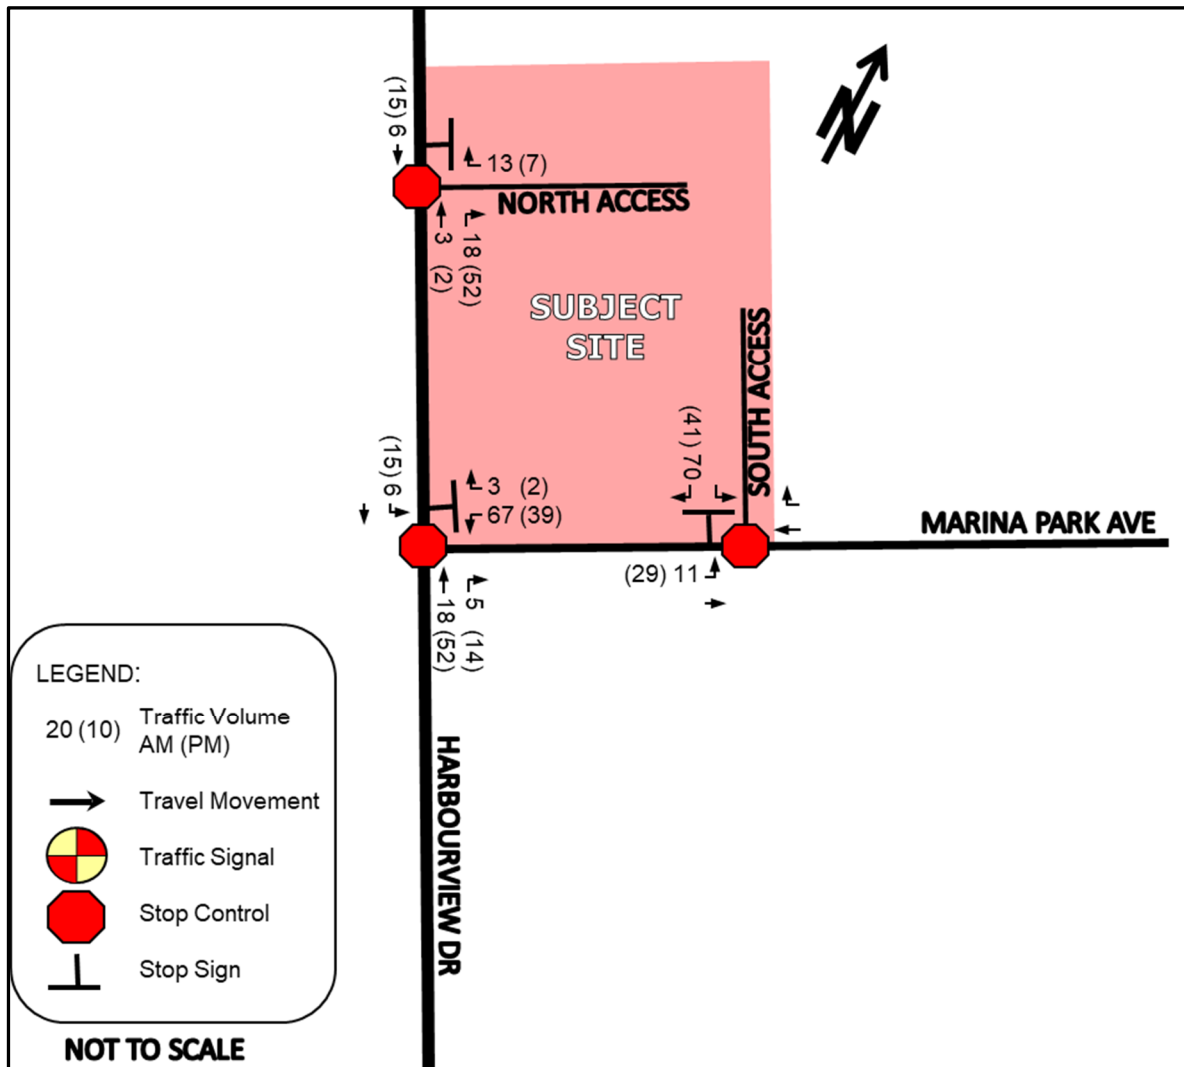 N
(15) 6
13 (7)
NORTH ACCESS
3 (2)
18 (52)
SUBJECT
SITE
SOUTH ACCESS
(41) 70
(15) 6
3 (2)
67 (39)
MARINA PARK AVE
(29) 11
18 (52)
5 (14)
HARBOURVIEW DR
LEGEND:
20 (10)
Traffic Volume
AM (PM)
Travel Movement
Traffic Signal
Stop Control
Stop Sign
NOT TO SCALE